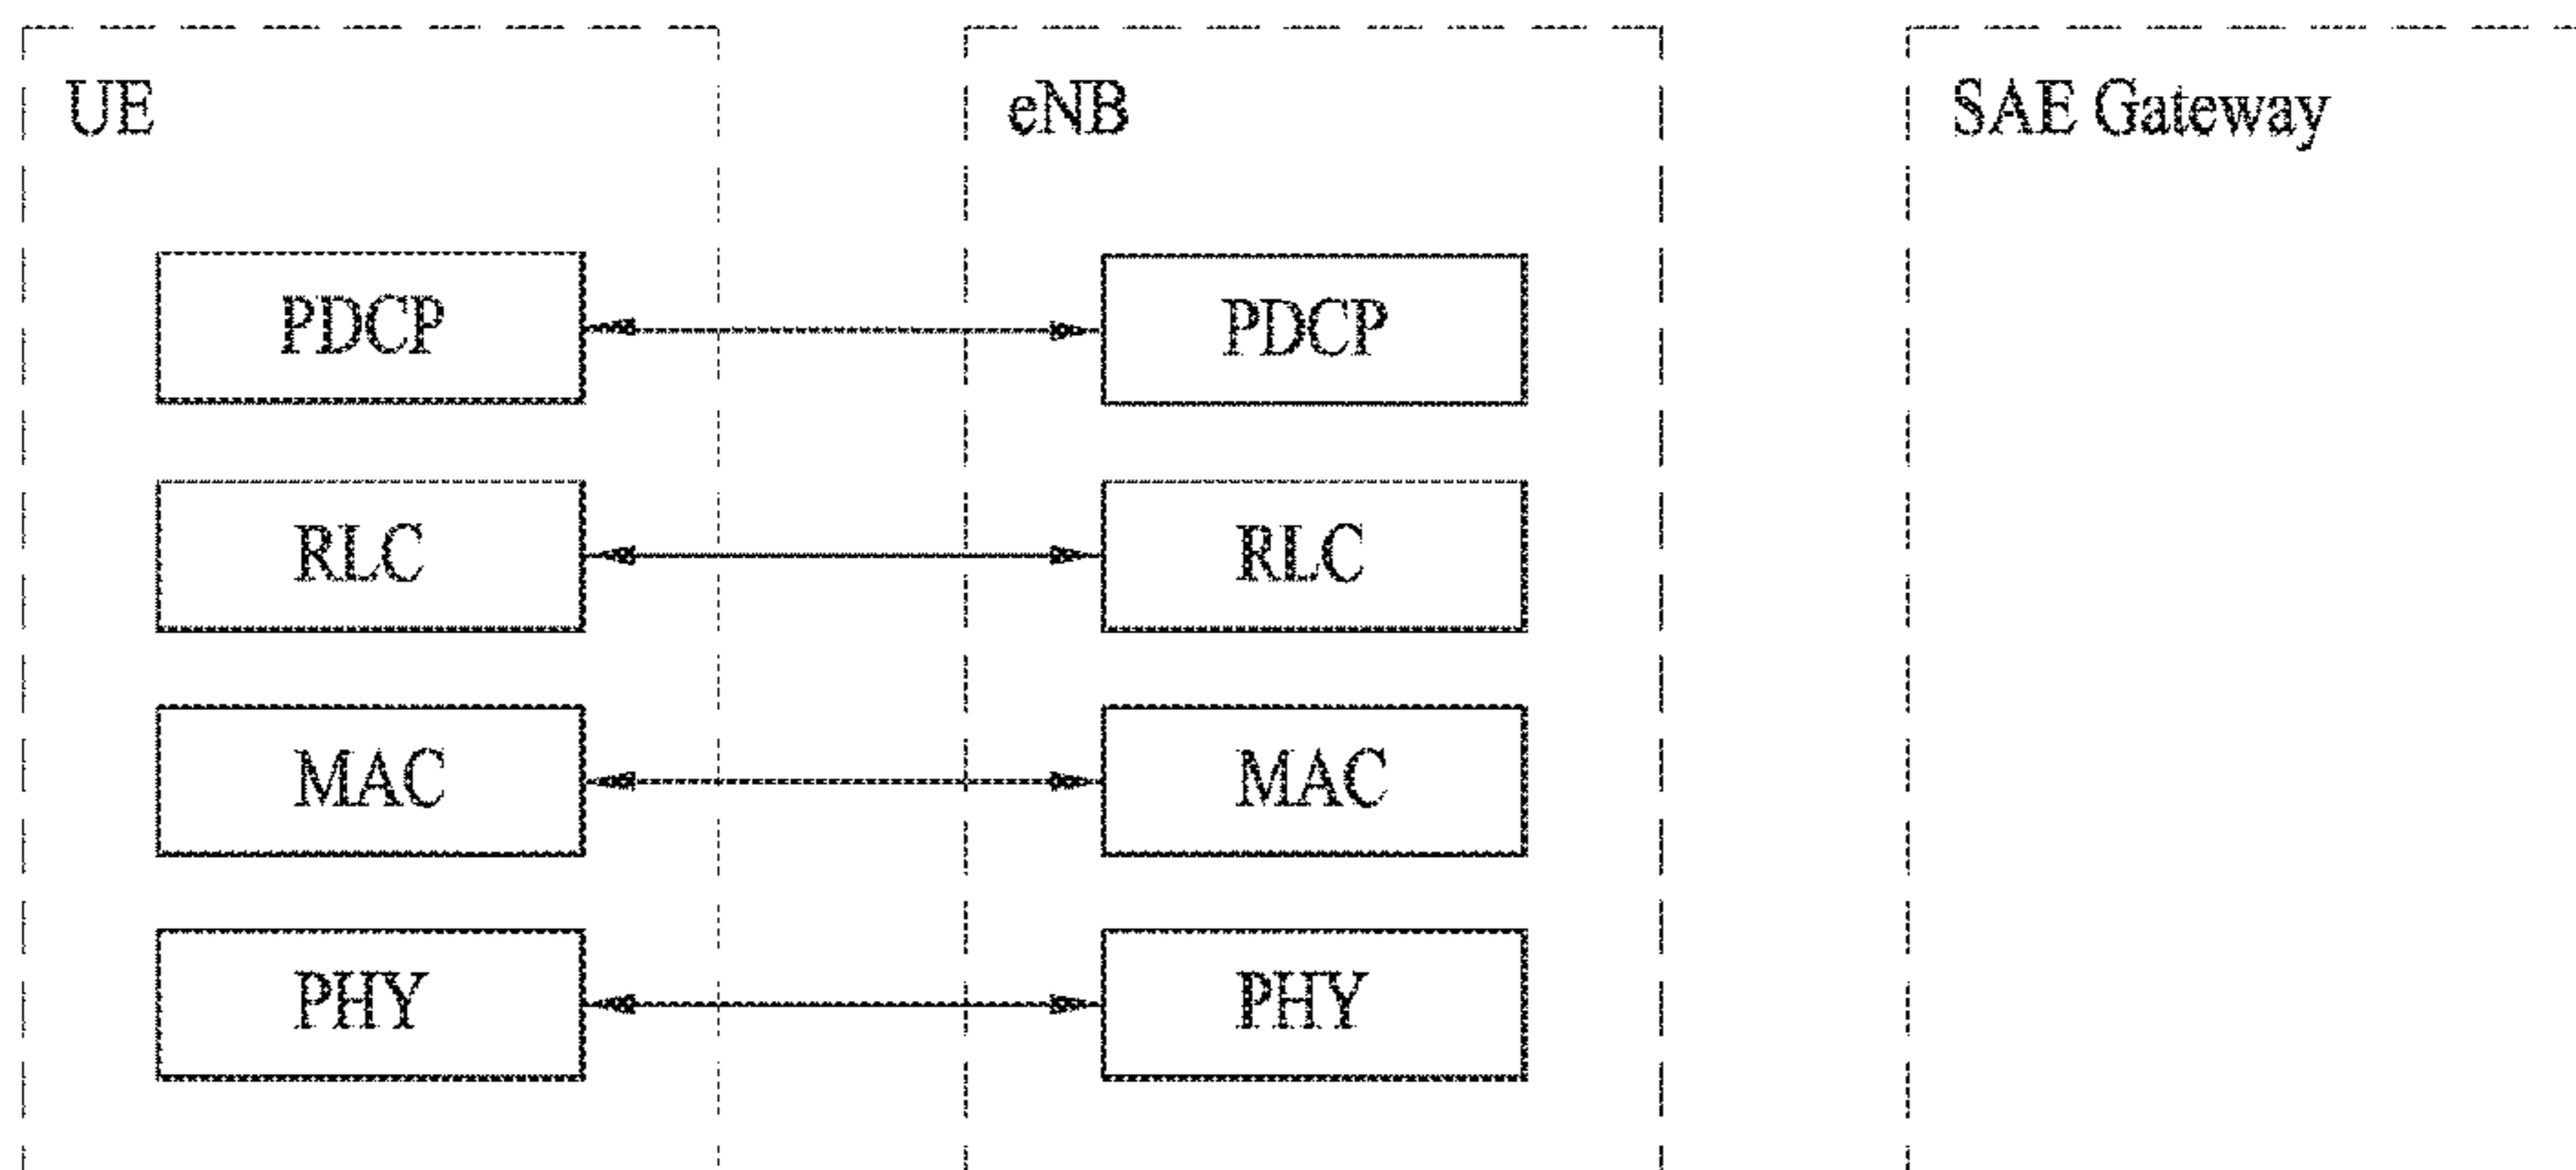 UE
eNB
SAE Gateway
PDCP
PDCP
RLC
RLC
MAC
MAC
PHY
PHY